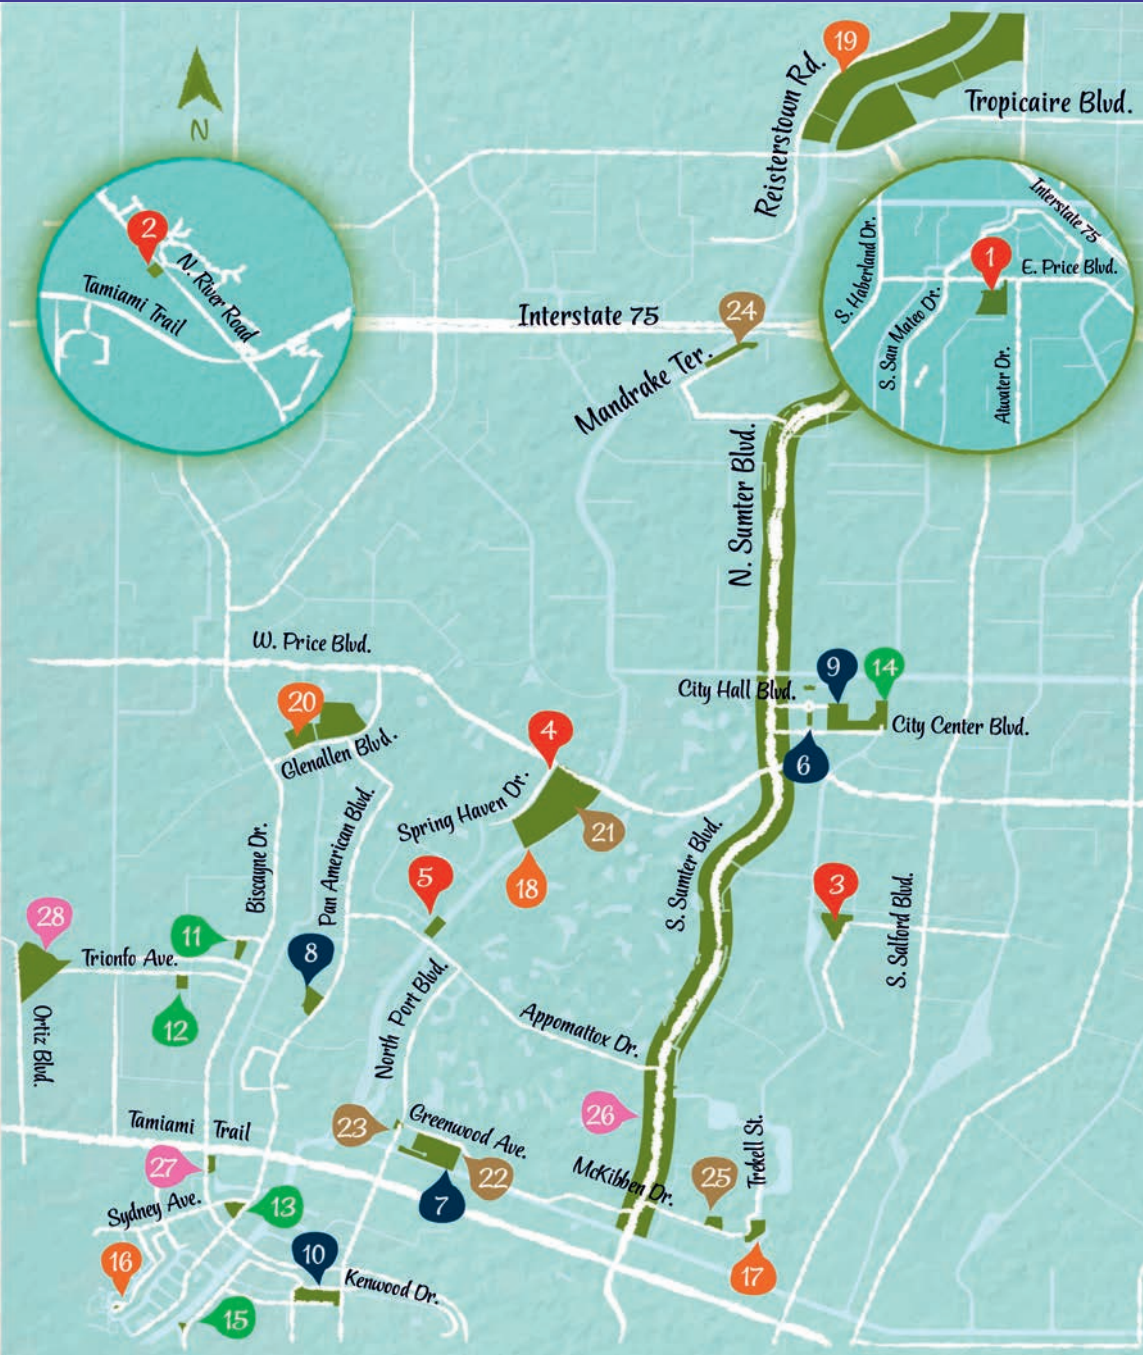 19
Reisterstown Rd.
Tropicaire Blvd.
N
2
N. River Road
Tamiami Trail
Interstate 75
S. Haberland Dr.
1
E. Price Blvd.
S. San Mateo Dr.
Atwater Dr.
Interstate 75
24
Mandrake Ter.
N. Sumter Blvd.
W. Price Blvd.
9
14
City Hall Blvd.
City Center Blvd.
6
20
Glenallen Blvd.
4
Spring Haven Dr.
21
18
Pan American Blvd.
Biscayne Dr.
S. Sumter Blvd.
5
3
S. Salford Blvd.
28
11
8
Trionfo Ave.
12
Ortiz Blvd.
North Port Blvd.
Appomattox Dr.
26
Tamiami Trail
23
Greenwood Ave.
22
7
McKibben Dr.
25
Trekell St.
17
27
Sydney Ave.
13
16
10
Kenwood Dr.
15